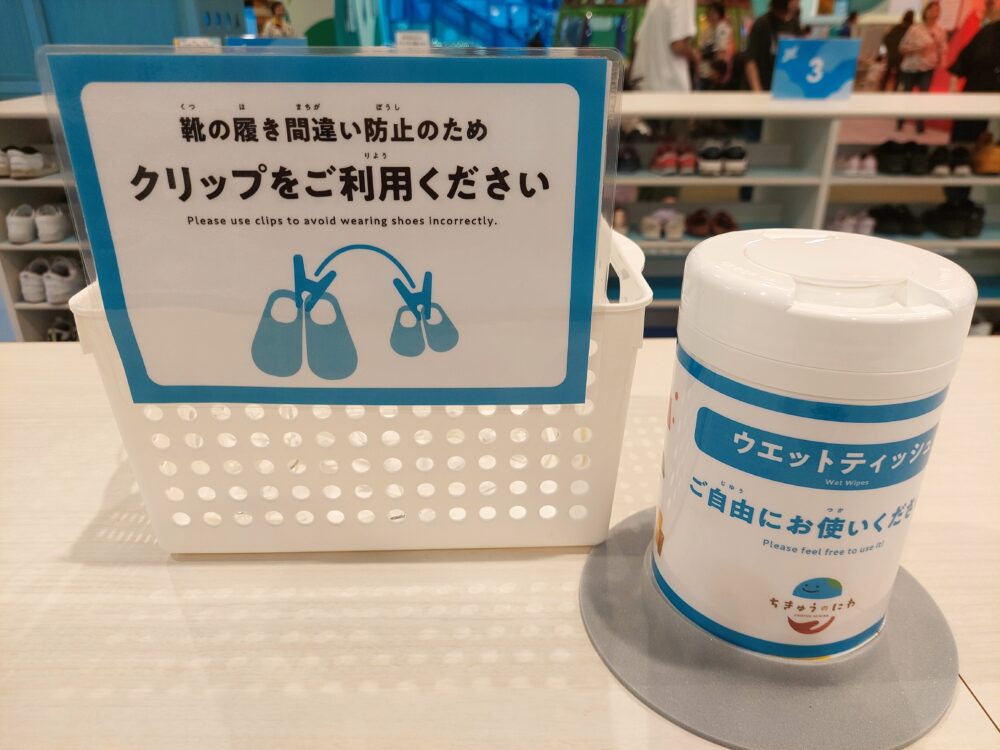 くつ は まちが ぼうし
靴の履き間違い防止のため
りよう
クリップをご利用ください
Please use clips to avoid wearing shoes incorrectly.
3
ウエットティッシュ
Wet Wipes
じゆう つか
ご自由にお使いくださ
Please feel free to use it!
ちきゅうのにわ